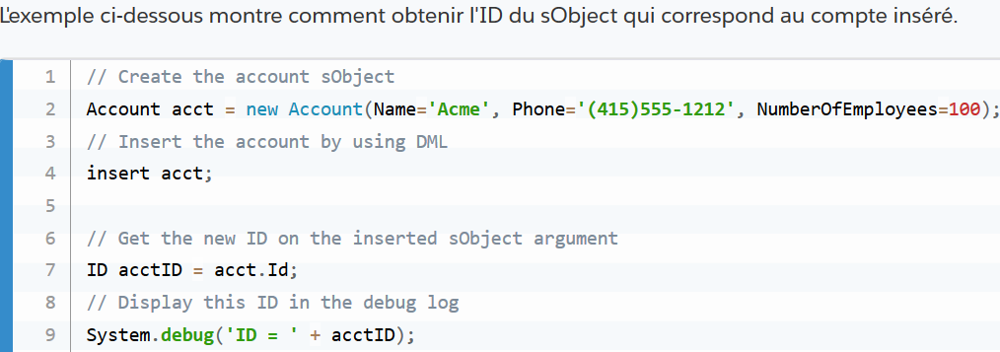 L'exemple ci-dessous montre comment obtenir l'ID du sObject qui correspond au compte inséré.
1 // Create the account sObject
2 Account acct = new Account(Name='Acme', Phone='(415)555-1212', NumberOfEmployees=100);
3 // Insert the account by using DML
4 insert acct;
5
6 // Get the new ID on the inserted sObject argument
7 ID acctID = acct.Id;
8 // Display this ID in the debug log
9 System.debug('ID = ' + acctID);